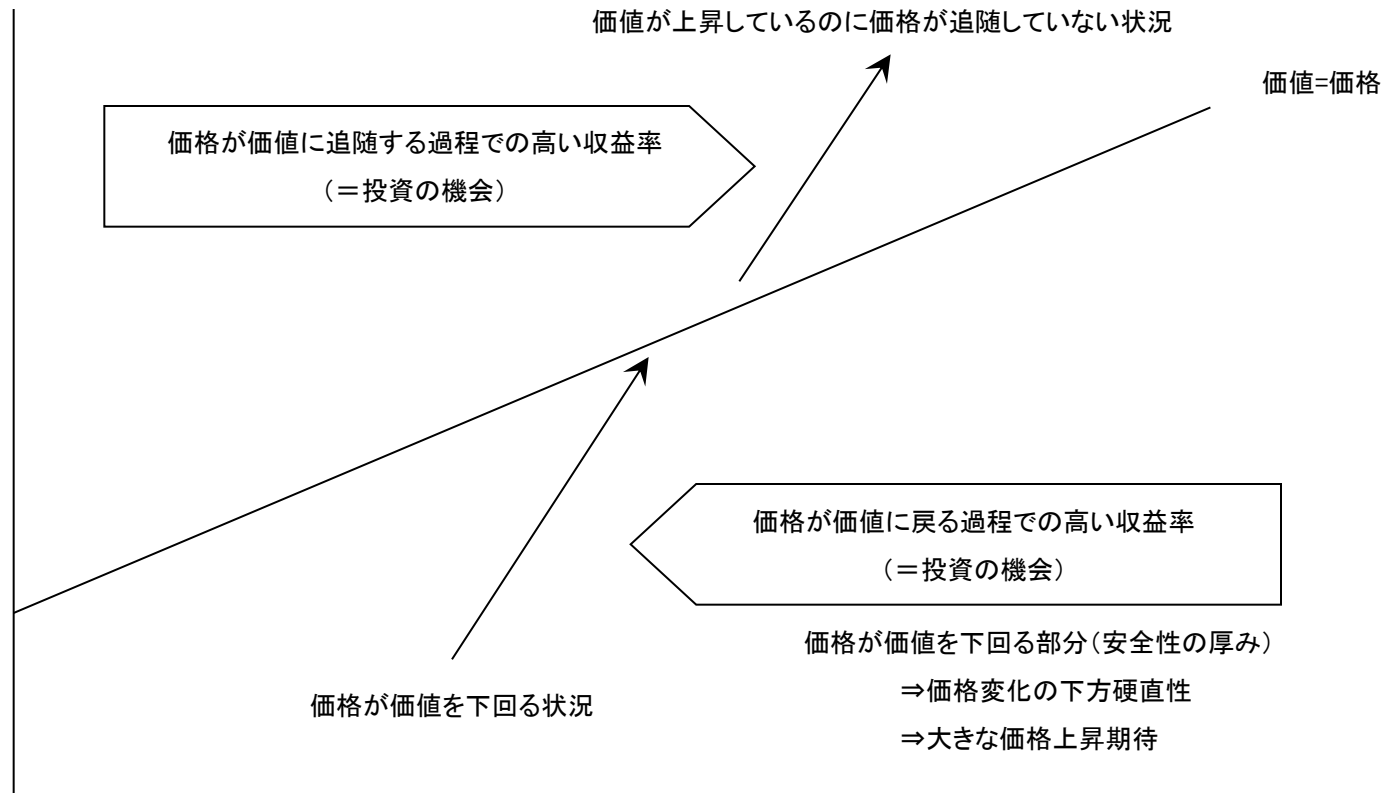 価値が上昇しているのに価格が追随していない状況
価値=価格
価格が価値に追随する過程での高い収益率
（＝投資の機会）
価格が価値に戻る過程での高い収益率
（＝投資の機会）
価格が価値を下回る部分（安全性の厚み）
⇒価格変化の下方硬直性
⇒大きな価格上昇期待
価格が価値を下回る状況